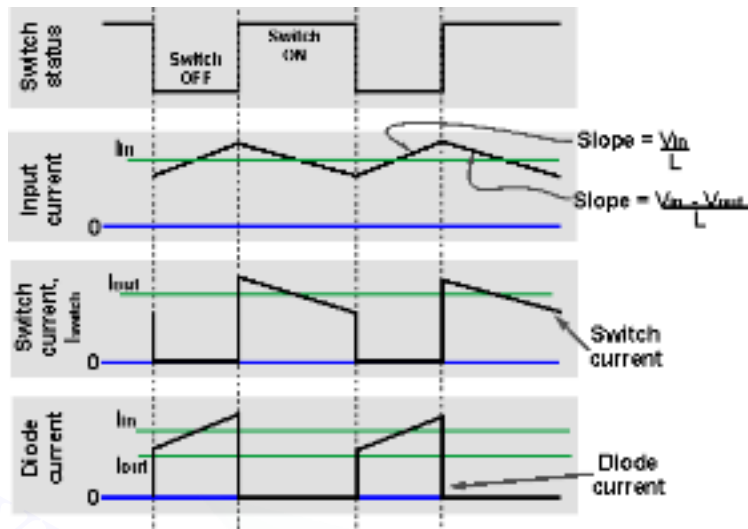 Switch status
Switch OFF
Switch ON
Input current
Iin
0
Slope = Vin
L
Slope = Vin - Vout
L
Switch current, Iswitch
Iout
0
Switch current
Diode current
Iin
Iout
0
Diode current